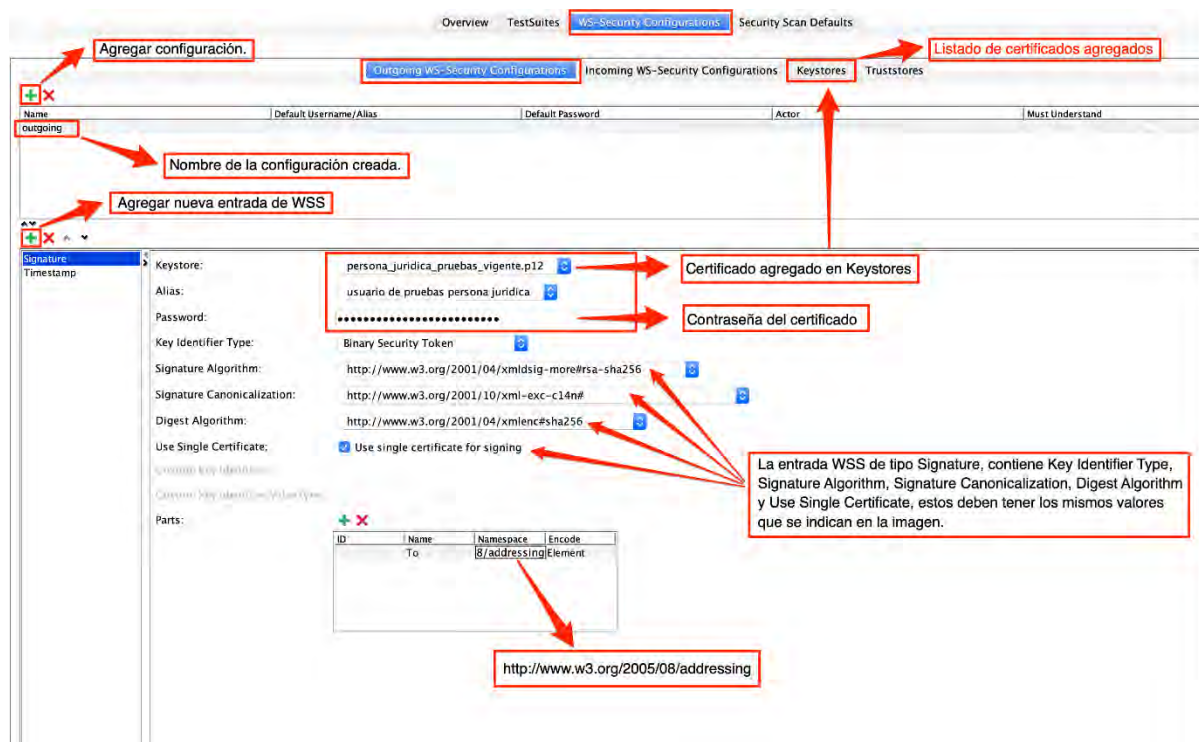 Overview TestSuites WS-Security Configurations Security Scan Defaults
Agregar configuración.
Listado de certificados agregados
Outgoing WS-Security Configurations Incoming WS-Security Configurations Keystores Truststores
Name Default Username/Alias Default Password Actor Must Understand
outgoing
Nombre de la configuración creada.
Agregar nueva entrada de WSS
Signature
Timestamp
Keystore: persona_juridica_pruebas_vigente.p12
Certificado agregado en Keystores
Alias: usuario de pruebas persona juridica
Password: •••••••••••••••••••••••••
Contraseña del certificado
Key Identifier Type: Binary Security Token
Signature Algorithm: http://www.w3.org/2001/04/xmldsig-more#rsa-sha256
Signature Canonicalization: http://www.w3.org/2001/10/xml-exc-c14n#
Digest Algorithm: http://www.w3.org/2001/04/xmlenc#sha256
Use Single Certificate: Use single certificate for signing
La entrada WSS de tipo Signature, contiene Key Identifier Type,
Signature Algorithm, Signature Canonicalization, Digest Algorithm
y Use Single Certificate, estos deben tener los mismos valores
que se indican en la imagen.
Custom Key Identifier:
Custom Key Identifier ValueType:
Parts:
ID Name Namespace Encode
To 8/addressing Element
http://www.w3.org/2005/08/addressing